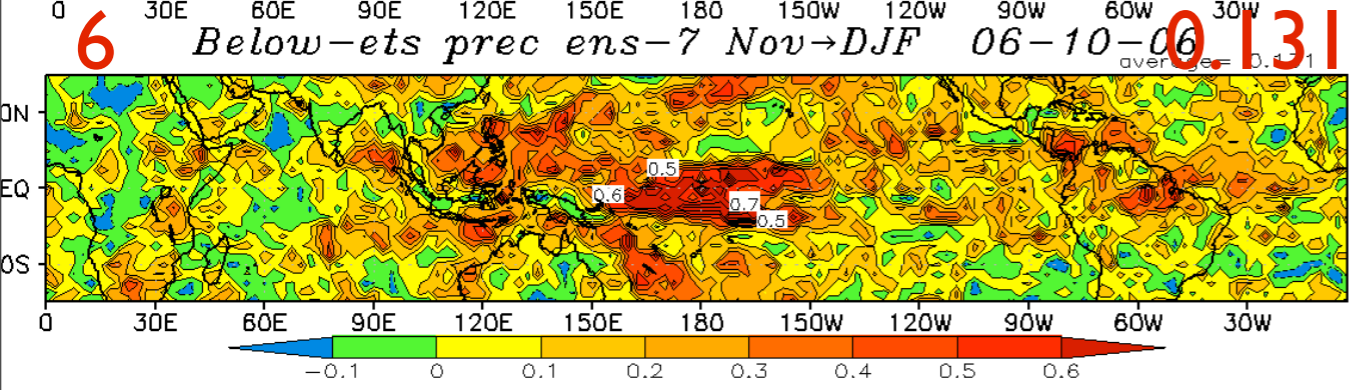 0 30E 60E 90E 120E 150E 180 150W 120W 90W 60W 30W
6 Below-ets prec ens-7 Nov→DJF 06-10-06 0.131
average=
0N
0.5
EQ 0.6
0.7
0.5
0S
0 30E 60E 90E 120E 150E 180 150W 120W 90W 60W 30W
-0.1 0 0.1 0.2 0.3 0.4 0.5 0.6